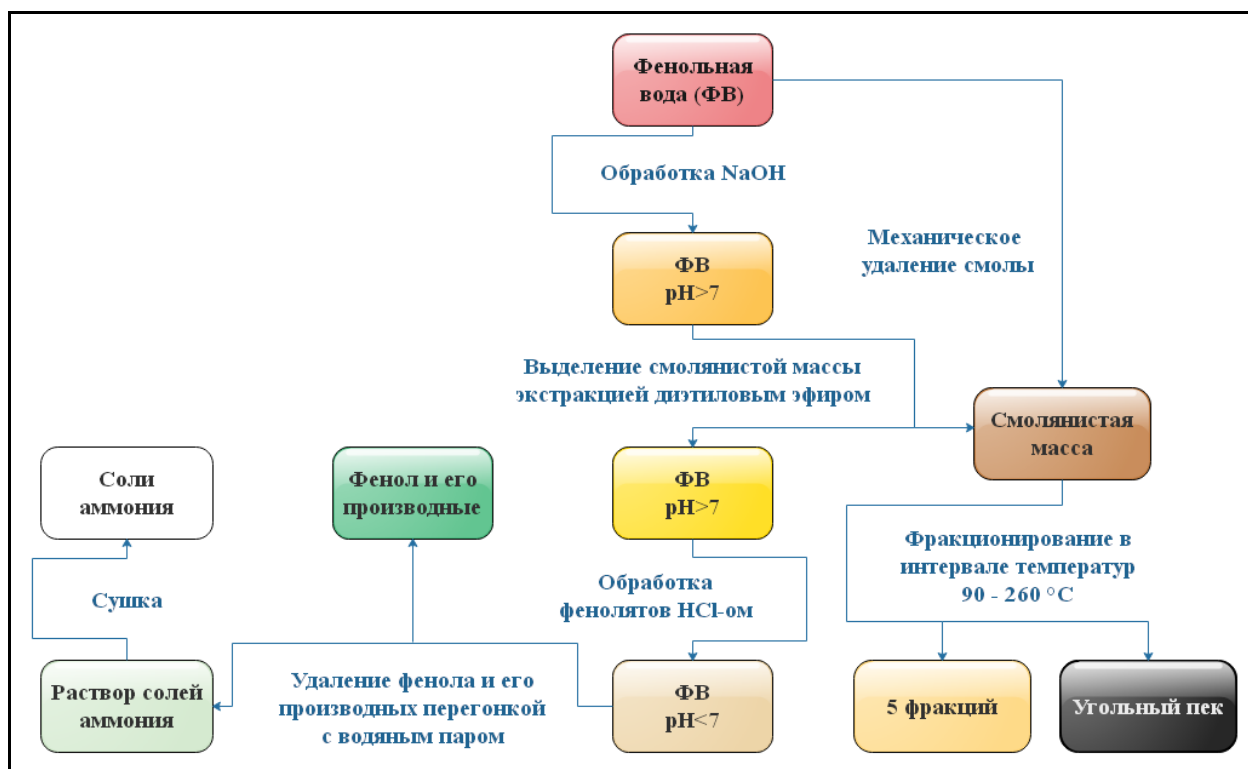 Фенольная
вода (ФВ)
Обработка NaOH
Механическое
удаление смолы
ФВ
pH>7
Выделение смолянистой массы
экстракцией диэтиловым эфиром
Смолянистая
масса
Соли
аммония
Фенол и его
производные
ФВ
pH>7
Фракционирование в
интервале температур
90 - 260 °C
Сушка
Обработка
фенолятов HCl-ом
Раствор солей
аммония
Удаление фенола и его
производных перегонкой
с водяным паром
ФВ
pH<7
5 фракций
Угольный пек